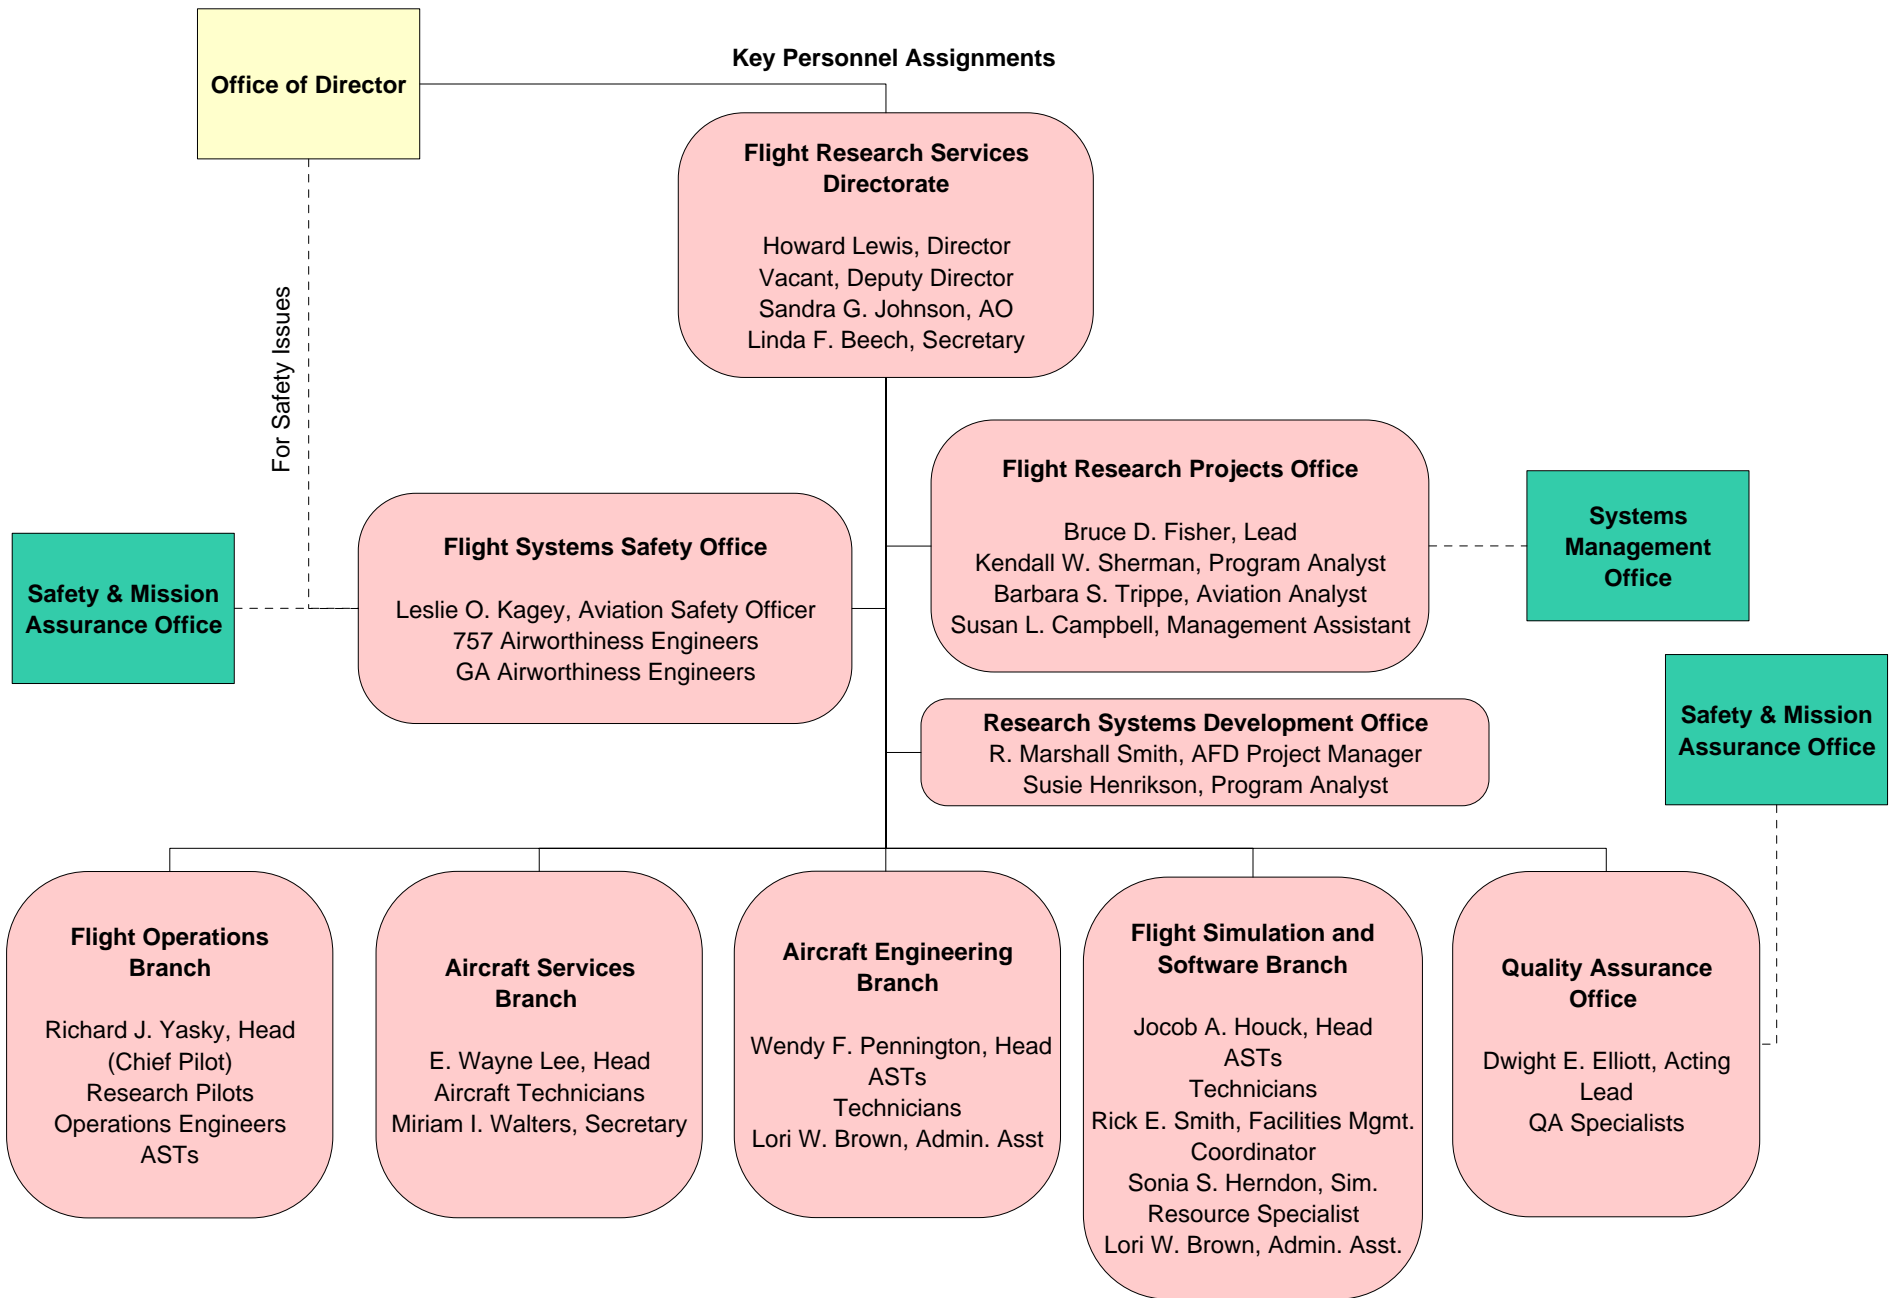 Key Personnel Assignments
Office of Director
Flight Research Services
Directorate
Howard Lewis, Director
Vacant, Deputy Director
Sandra G. Johnson, AO
Linda F. Beech, Secretary
For Safety Issues
Flight Research Projects Office
Bruce D. Fisher, Lead
Kendall W. Sherman, Program Analyst
Barbara S. Trippe, Aviation Analyst
Susan L. Campbell, Management Assistant
Systems
Management
Office
Flight Systems Safety Office
Leslie O. Kagey, Aviation Safety Officer
757 Airworthiness Engineers
GA Airworthiness Engineers
Safety & Mission
Assurance Office
Research Systems Development Office
R. Marshall Smith, AFD Project Manager
Susie Henrikson, Program Analyst
Safety & Mission
Assurance Office
Flight Operations
Branch
Richard J. Yasky, Head
(Chief Pilot)
Research Pilots
Operations Engineers
ASTs
Aircraft Services
Branch
E. Wayne Lee, Head
Aircraft Technicians
Miriam I. Walters, Secretary
Aircraft Engineering
Branch
Wendy F. Pennington, Head
ASTs
Technicians
Lori W. Brown, Admin. Asst
Flight Simulation and
Software Branch
Jocob A. Houck, Head
ASTs
Technicians
Rick E. Smith, Facilities Mgmt.
Coordinator
Sonia S. Herndon, Sim.
Resource Specialist
Lori W. Brown, Admin. Asst.
Quality Assurance
Office
Dwight E. Elliott, Acting
Lead
QA Specialists